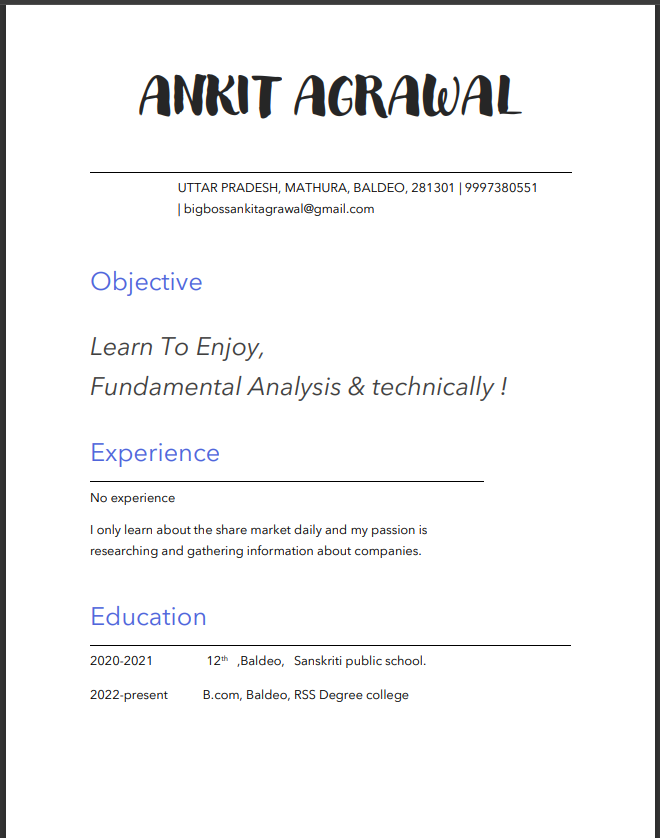 ANKIT AGRAWAL
UTTAR PRADESH, MATHURA, BALDEO, 281301 | 9997380551
| bigbossankitagrawal@gmail.com
Objective
Learn To Enjoy,
Fundamental Analysis & technically !
Experience
No experience
I only learn about the share market daily and my passion is
researching and gathering information about companies.
Education
2020-2021 12th ,Baldeo, Sanskriti public school.
2022-present B.com, Baldeo, RSS Degree college